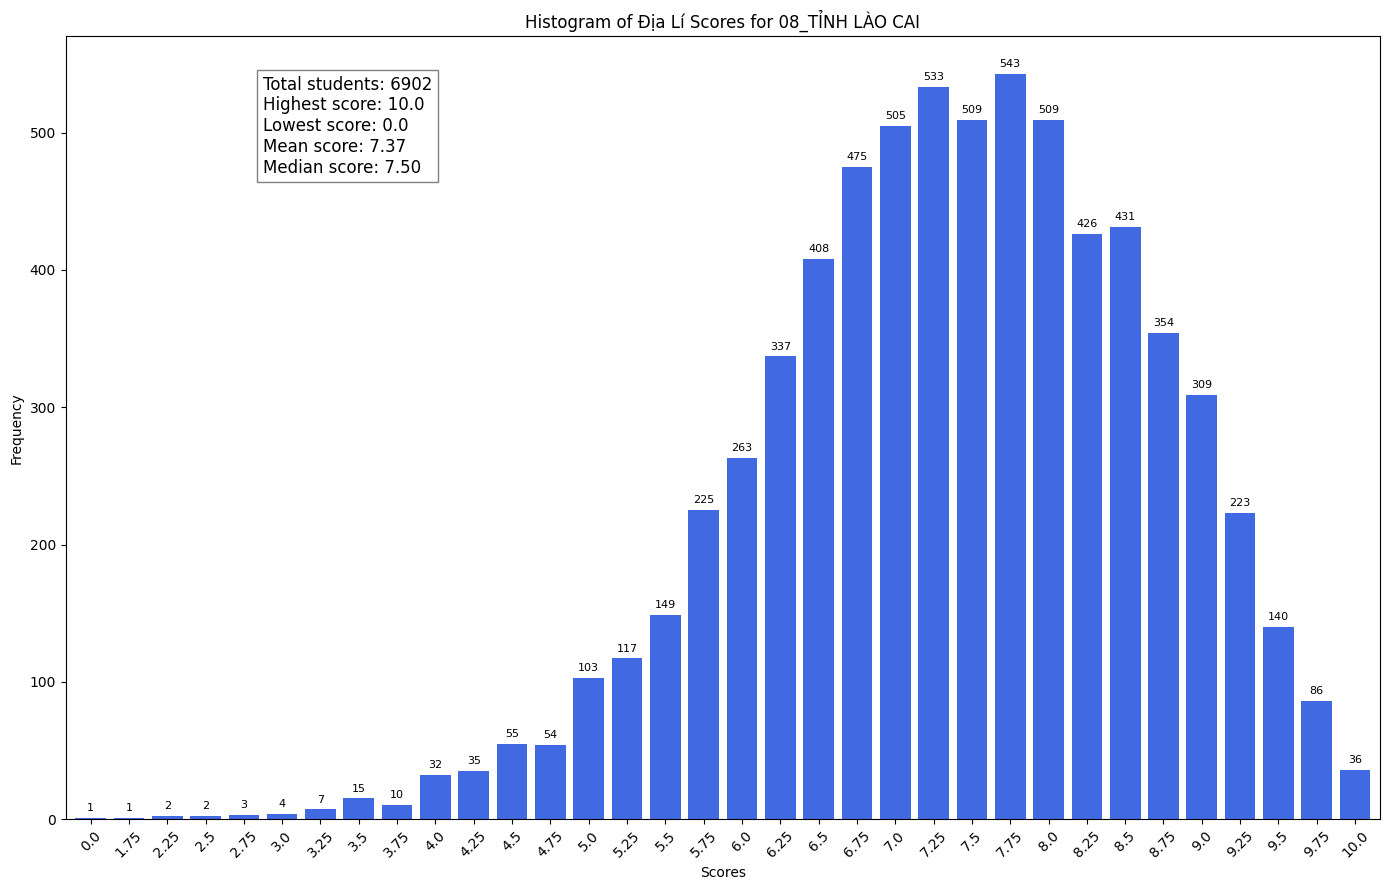 Histogram of Địa Lí Scores for 08_TỈNH LÀO CAI
Total students: 6902
Highest score: 10.0
Lowest score: 0.0
Mean score: 7.37
Median score: 7.50
Frequency
500
400
300
200
100
0
1 1 2 2 3 4 7 15 10 32 35 55 54 103 117 149 225 263 337 408 475 505 533 509 543 509 426 431 354 309 223 140 86 36
0.0 1.75 2.25 2.5 2.75 3.0 3.25 3.5 3.75 4.0 4.25 4.5 4.75 5.0 5.25 5.5 5.75 6.0 6.25 6.5 6.75 7.0 7.25 7.5 7.75 8.0 8.25 8.5 8.75 9.0 9.25 9.5 9.75 10.0
Scores